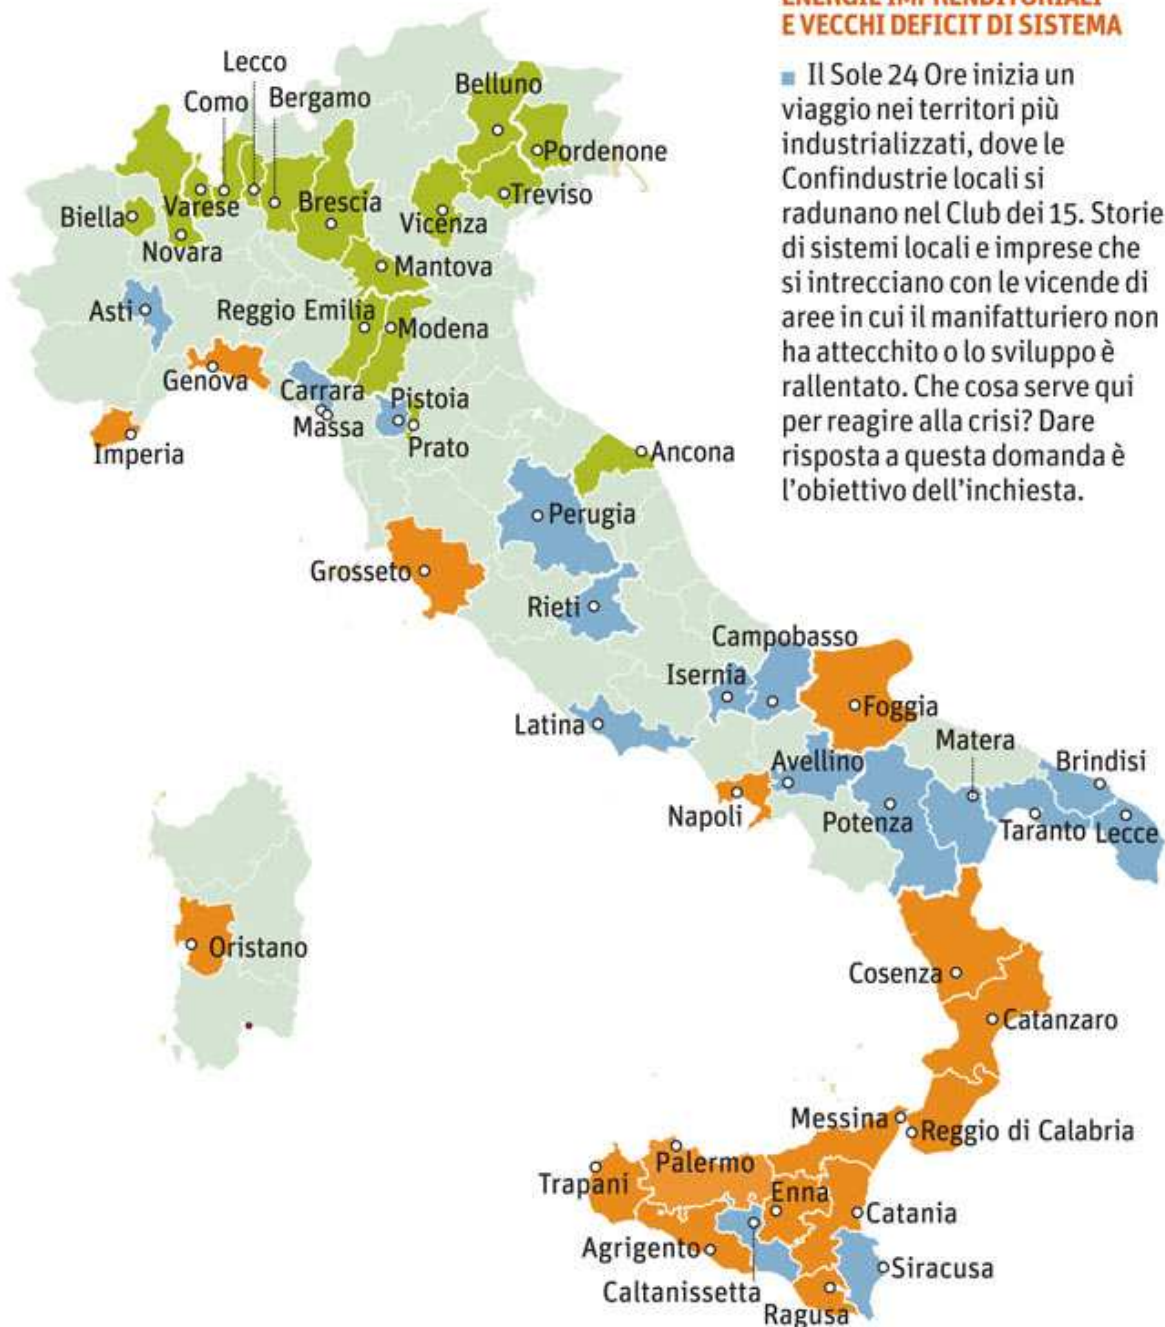 ENERGIE IMPRENDITORIALI
E VECCHI DEFICIT DI SISTEMA
Il Sole 24 Ore inizia un
viaggio nei territori più
industrializzati, dove le
Confindustrie locali si
radunano nel Club dei 15. Storie
di sistemi locali e imprese che
si intrecciano con le vicende di
aree in cui il manifatturiero non
ha attecchito o lo sviluppo è
rallentato. Che cosa serve qui
per reagire alla crisi? Dare
risposta a questa domanda è
l'obiettivo dell'inchiesta.
Lecco
Como
Bergamo
Belluno
Pordenone
Biella
Varese
Brescia
Vicenza
Treviso
Novara
Mantova
Asti
Reggio Emilia
Modena
Genova
Carrara
Pistoia
Massa
Prato
Imperia
Ancona
Perugia
Grosseto
Rieti
Campobasso
Isernia
Latina
Foggia
Matera
Avellino
Brindisi
Napoli
Potenza
Taranto
Lecce
Oristano
Cosenza
Catanzaro
Messina
Reggio di Calabria
Palermo
Trapani
Enna
Catania
Agrigento
Siracusa
Caltanissetta
Ragusa